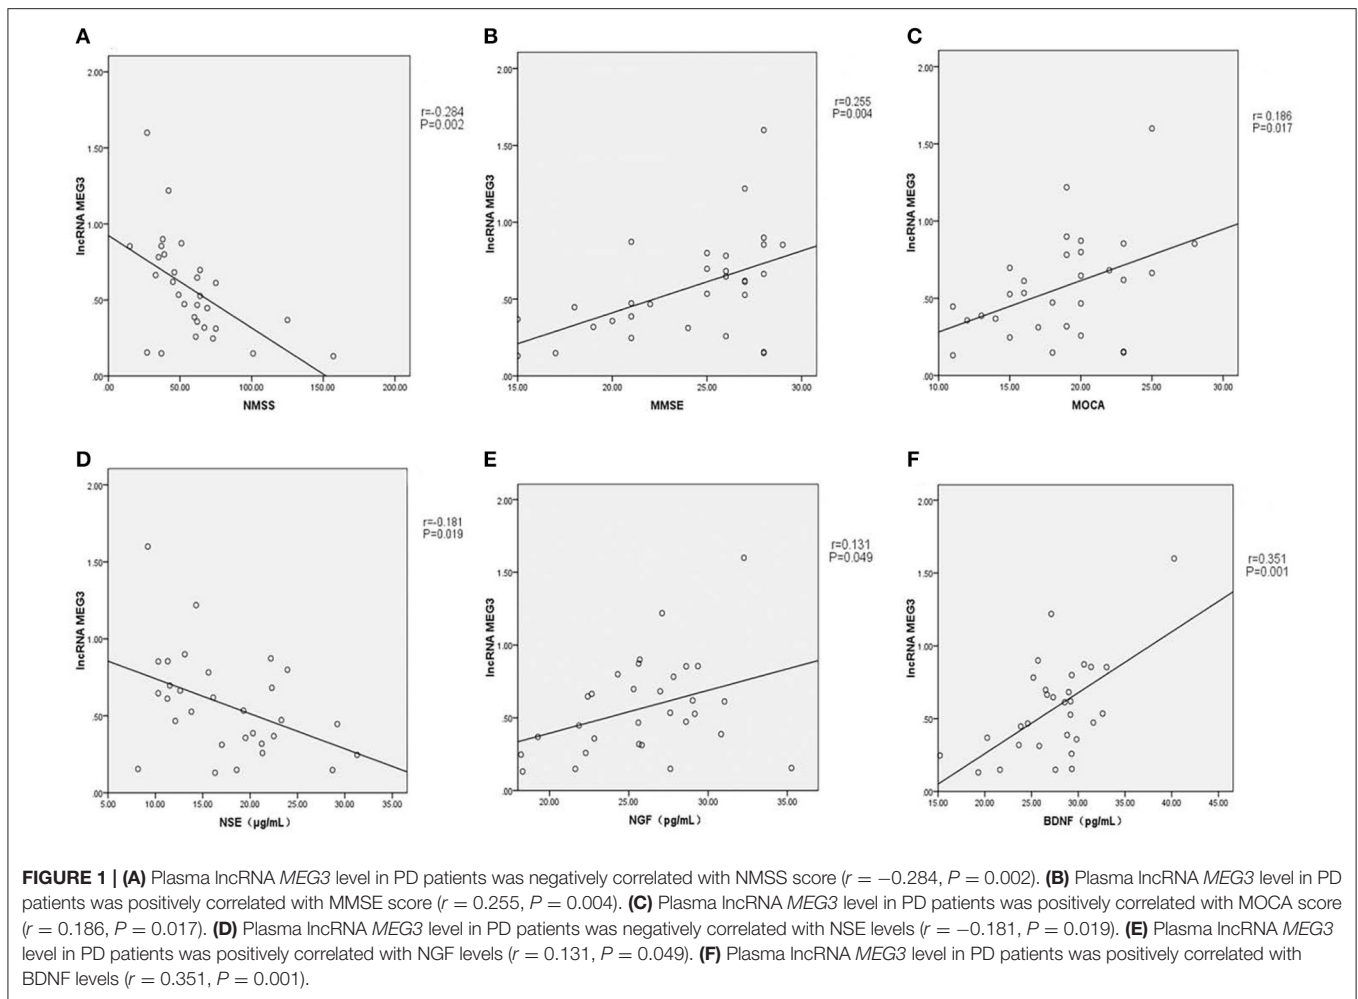 A
2.00
1.50
1.00
.50
.00
.00
50.00
100.00
150.00
200.00
lncRNA MEG3
NMSS
r=-0.284
P=0.002
B
2.00
1.50
1.00
.50
.00
15.00
20.00
25.00
30.00
lncRNA MEG3
MMSE
r=0.255
P=0.004
C
2.00
1.50
1.00
.50
.00
10.00
15.00
20.00
25.00
30.00
lncRNA MEG3
MOCA
r= 0.186
P=0.017
D
2.00
1.50
1.00
.50
.00
5.00
10.00
15.00
20.00
25.00
30.00
35.00
lncRNA MEG3
NSE（μg/mL）
r=-0.181
P=0.019
E
2.00
1.50
1.00
.50
.00
20.00
25.00
30.00
35.00
lncRNA MEG3
NGF（pg/mL）
r=0.131
P=0.049
F
2.00
1.50
1.00
.50
.00
15.00
20.00
25.00
30.00
35.00
40.00
45.00
lncRNA MEG3
BDNF（pg/mL）
r=0.351
P=0.001
FIGURE 1 | (A) Plasma lncRNA MEG3 level in PD patients was negatively correlated with NMSS score (r = −0.284, P = 0.002). (B) Plasma lncRNA MEG3 level in PD
patients was positively correlated with MMSE score (r = 0.255, P = 0.004). (C) Plasma lncRNA MEG3 level in PD patients was positively correlated with MOCA score
(r = 0.186, P = 0.017). (D) Plasma lncRNA MEG3 level in PD patients was negatively correlated with NSE levels (r = −0.181, P = 0.019). (E) Plasma lncRNA MEG3
level in PD patients was positively correlated with NGF levels (r = 0.131, P = 0.049). (F) Plasma lncRNA MEG3 level in PD patients was positively correlated with
BDNF levels (r = 0.351, P = 0.001).